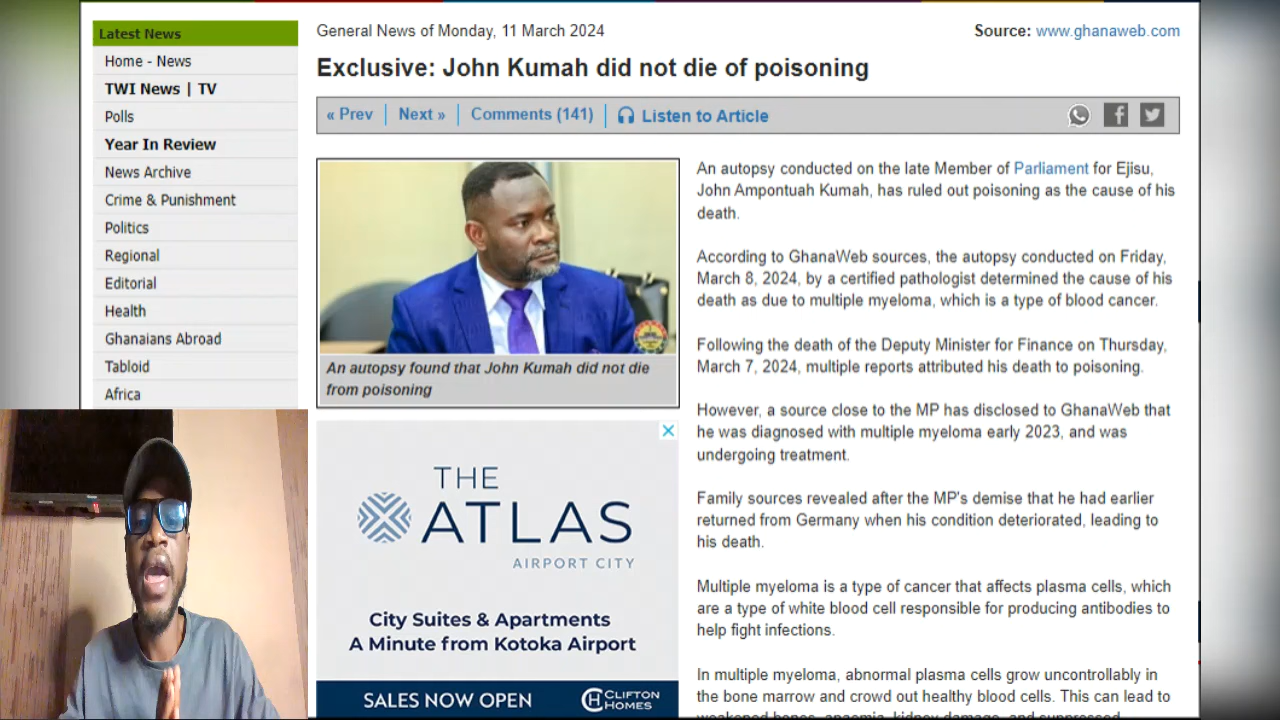 Latest News
Home - News
TWI News | TV
Polls
Year In Review
News Archive
Crime & Punishment
Politics
Regional
Editorial
Health
Ghanaians Abroad
Tabloid
Africa
General News of Monday, 11 March 2024
Source: www.ghanaweb.com
Exclusive: John Kumah did not die of poisoning
« Prev
Next »
Comments (141)
Listen to Article
An autopsy found that John Kumah did not die
from poisoning
THE
ATLAS
AIRPORT CITY
City Suites & Apartments
A Minute from Kotoka Airport
SALES NOW OPEN
CLIFTON
HOMES
An autopsy conducted on the late Member of Parliament for Ejisu,
John Ampontuah Kumah, has ruled out poisoning as the cause of his
death.
According to GhanaWeb sources, the autopsy conducted on Friday,
March 8, 2024, by a certified pathologist determined the cause of his
death as due to multiple myeloma, which is a type of blood cancer.
Following the death of the Deputy Minister for Finance on Thursday,
March 7, 2024, multiple reports attributed his death to poisoning.
However, a source close to the MP has disclosed to GhanaWeb that
he was diagnosed with multiple myeloma early 2023, and was
undergoing treatment.
Family sources revealed after the MP's demise that he had earlier
returned from Germany when his condition deteriorated, leading to
his death.
Multiple myeloma is a type of cancer that affects plasma cells, which
are a type of white blood cell responsible for producing antibodies to
help fight infections.
In multiple myeloma, abnormal plasma cells grow uncontrollably in
the bone marrow and crowd out healthy blood cells. This can lead to
weakened bones, anaemia, kidney damage, and suppressed